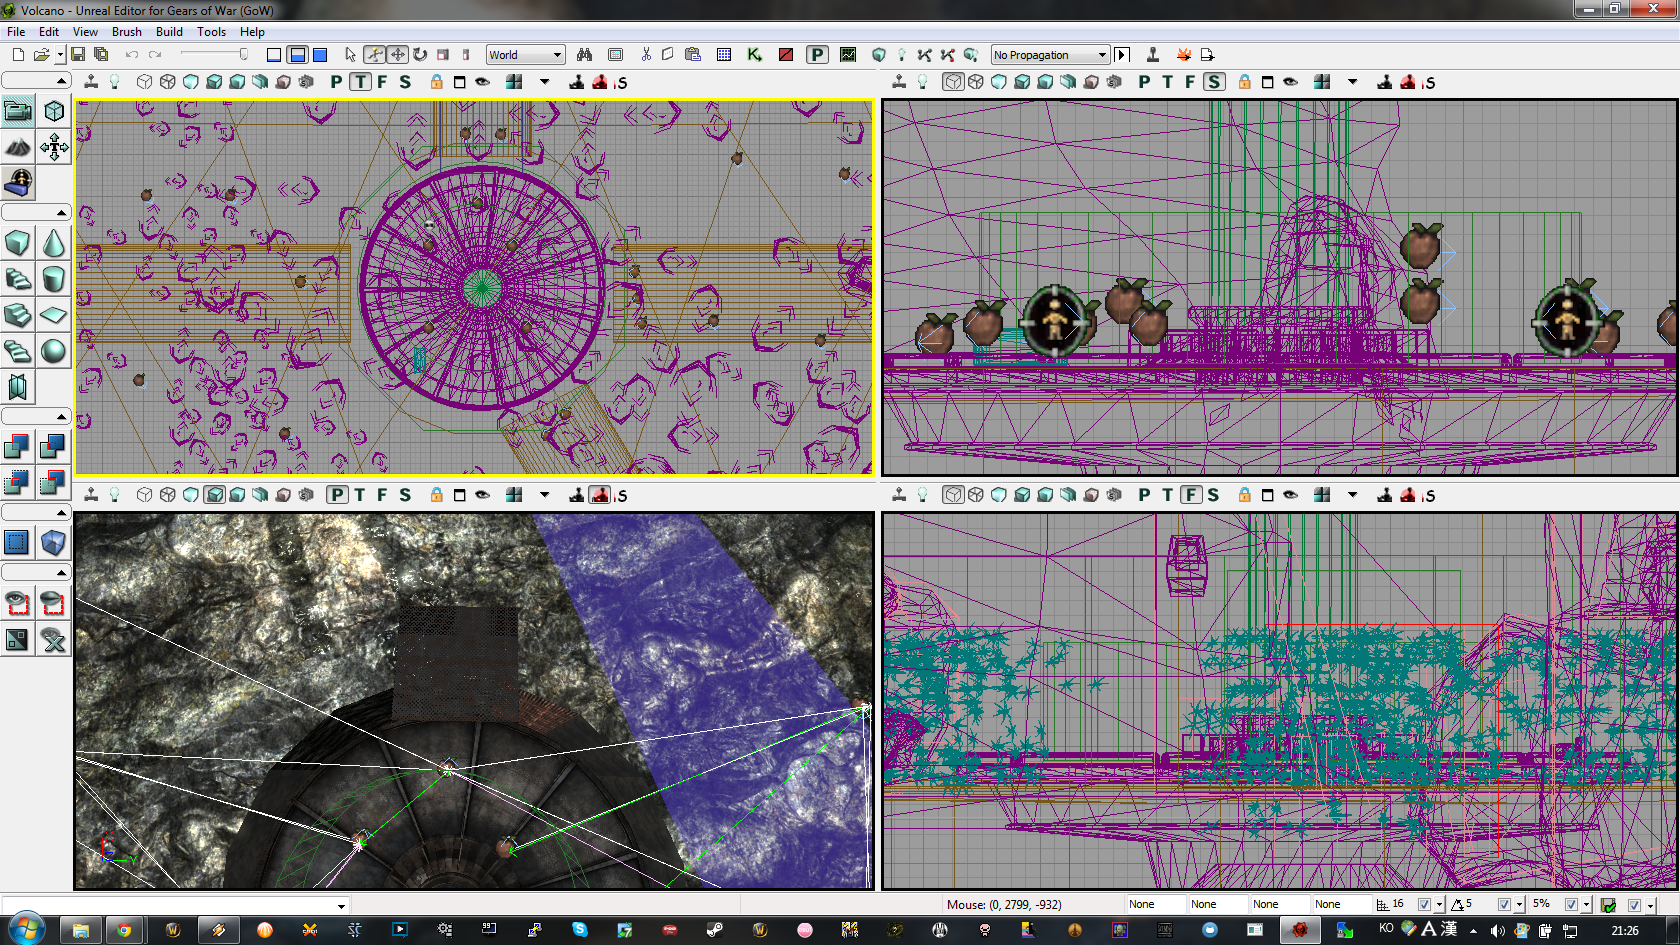 Volcano - Unreal Editor for Gears of War (GoW)
File Edit View Brush Build Tools Help
World
P
No Propagation
P T F S S
P T F S S
P T F S S
P T F S S
Y
Mouse: (0, 2799, -932)
None None None None 16 5 5%
KO A 漢 21:26